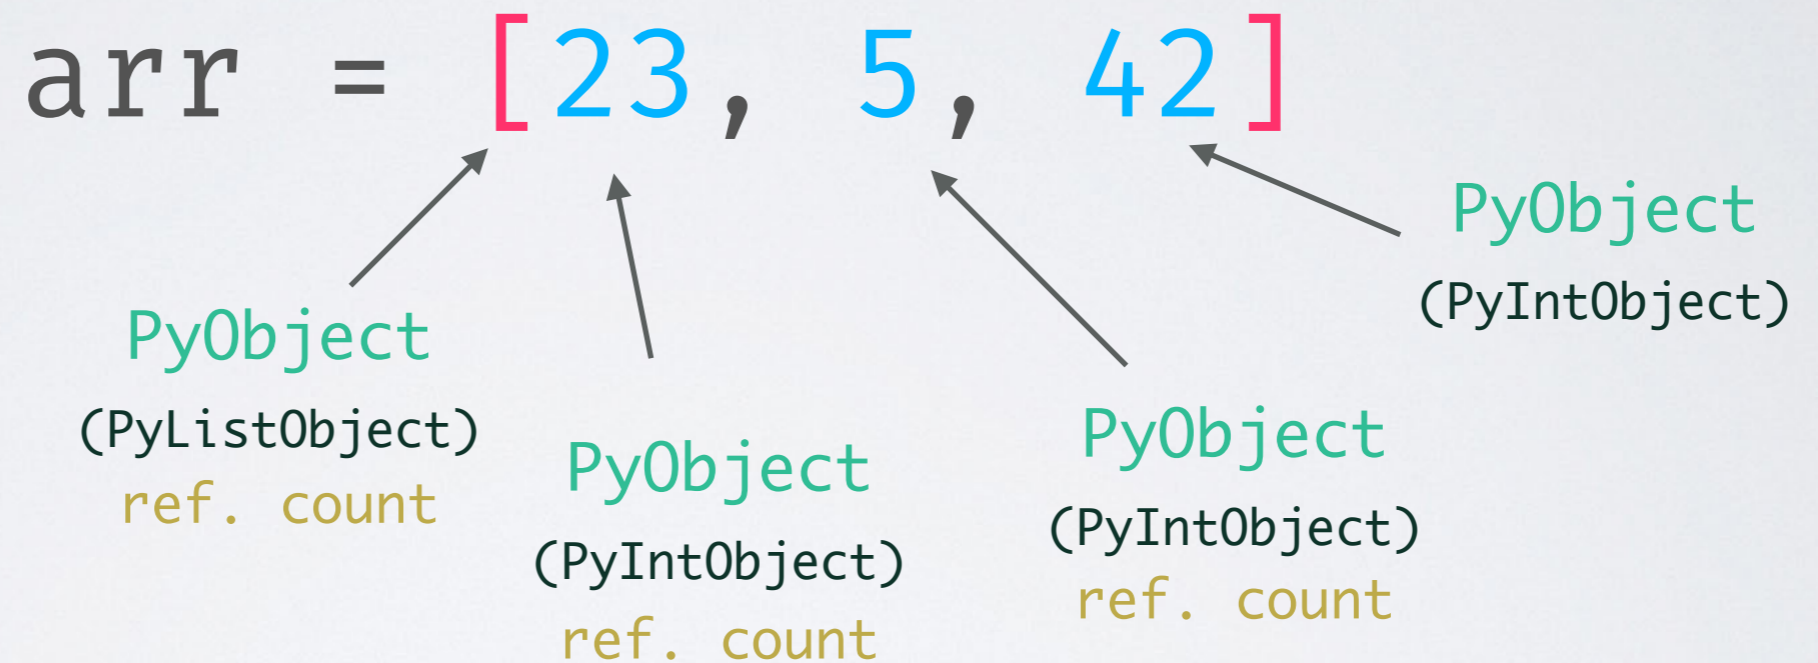 arr = [23, 5, 42]
PyObject
(PyListObject)
ref. count
PyObject
(PyIntObject)
ref. count
PyObject
(PyIntObject)
ref. count
PyObject
(PyIntObject)